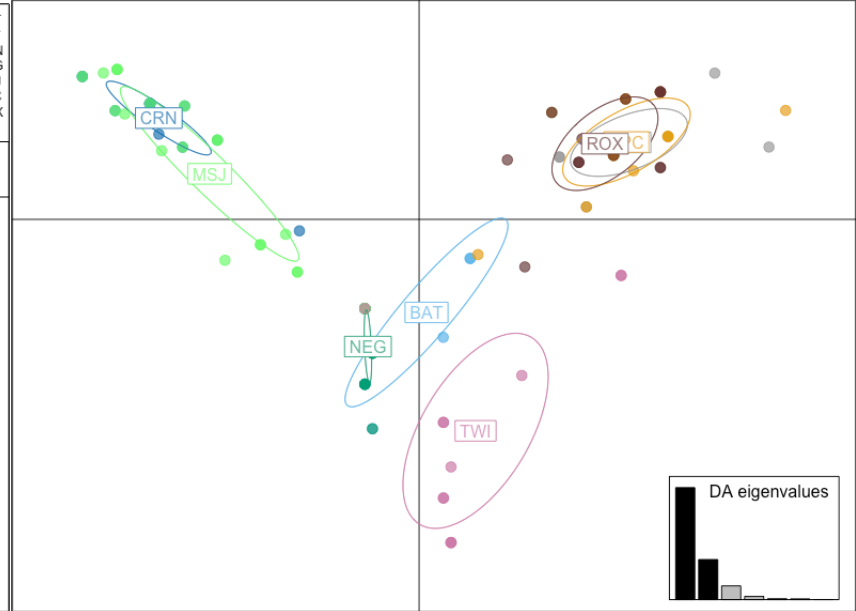 CRN
ROX
C
MSJ
BAT
NEG
TWI
DA eigenvalues